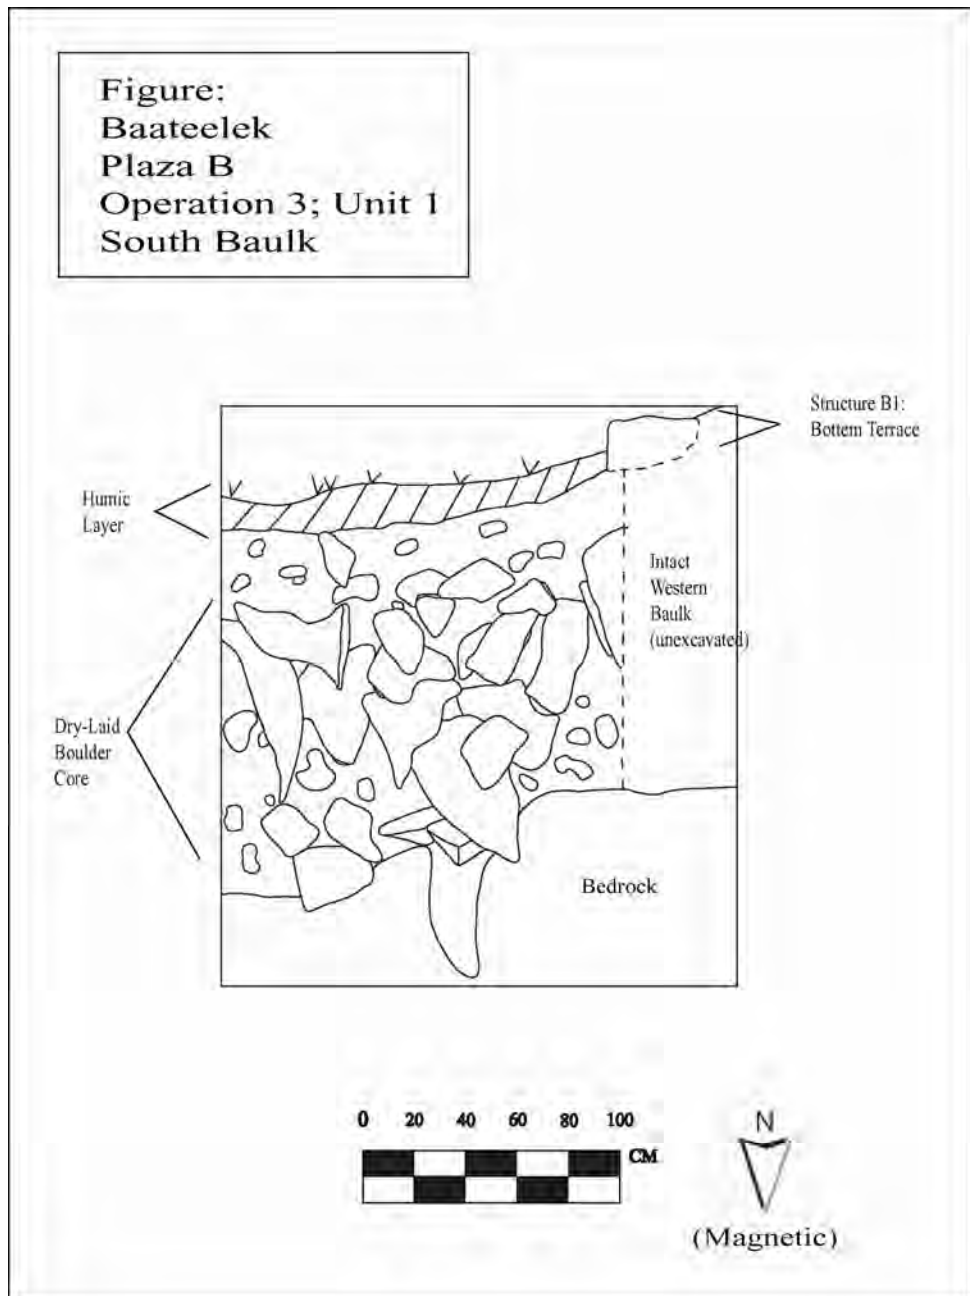 Figure:
Baateelek
Plaza B
Operation 3; Unit 1
South Baulk
Structure B1:
Bottem Terrace
Humic
Layer
Intact
Western
Baulk
(unexcavated)
Dry-Laid
Boulder
Core
Bedrock
0 20 40 60 80 100
CM
N
(Magnetic)